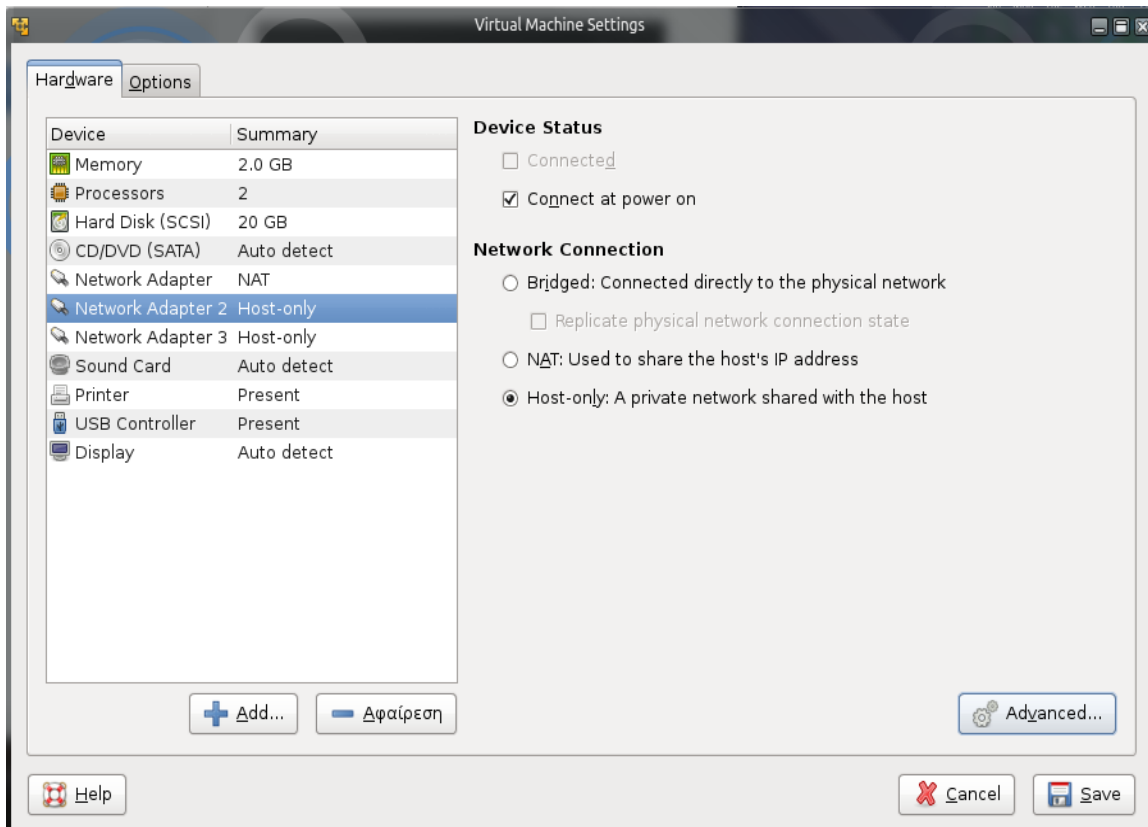 Virtual Machine Settings
Hardware
Options
Device Summary
Memory 2.0 GB
Processors 2
Hard Disk (SCSI) 20 GB
CD/DVD (SATA) Auto detect
Network Adapter NAT
Network Adapter 2 Host-only
Network Adapter 3 Host-only
Sound Card Auto detect
Printer Present
USB Controller Present
Display Auto detect
Add...
Αφαίρεση
Device Status
Connected
Connect at power on
Network Connection
Bridged: Connected directly to the physical network
Replicate physical network connection state
NAT: Used to share the host's IP address
Host-only: A private network shared with the host
Advanced...
Help
Cancel
Save